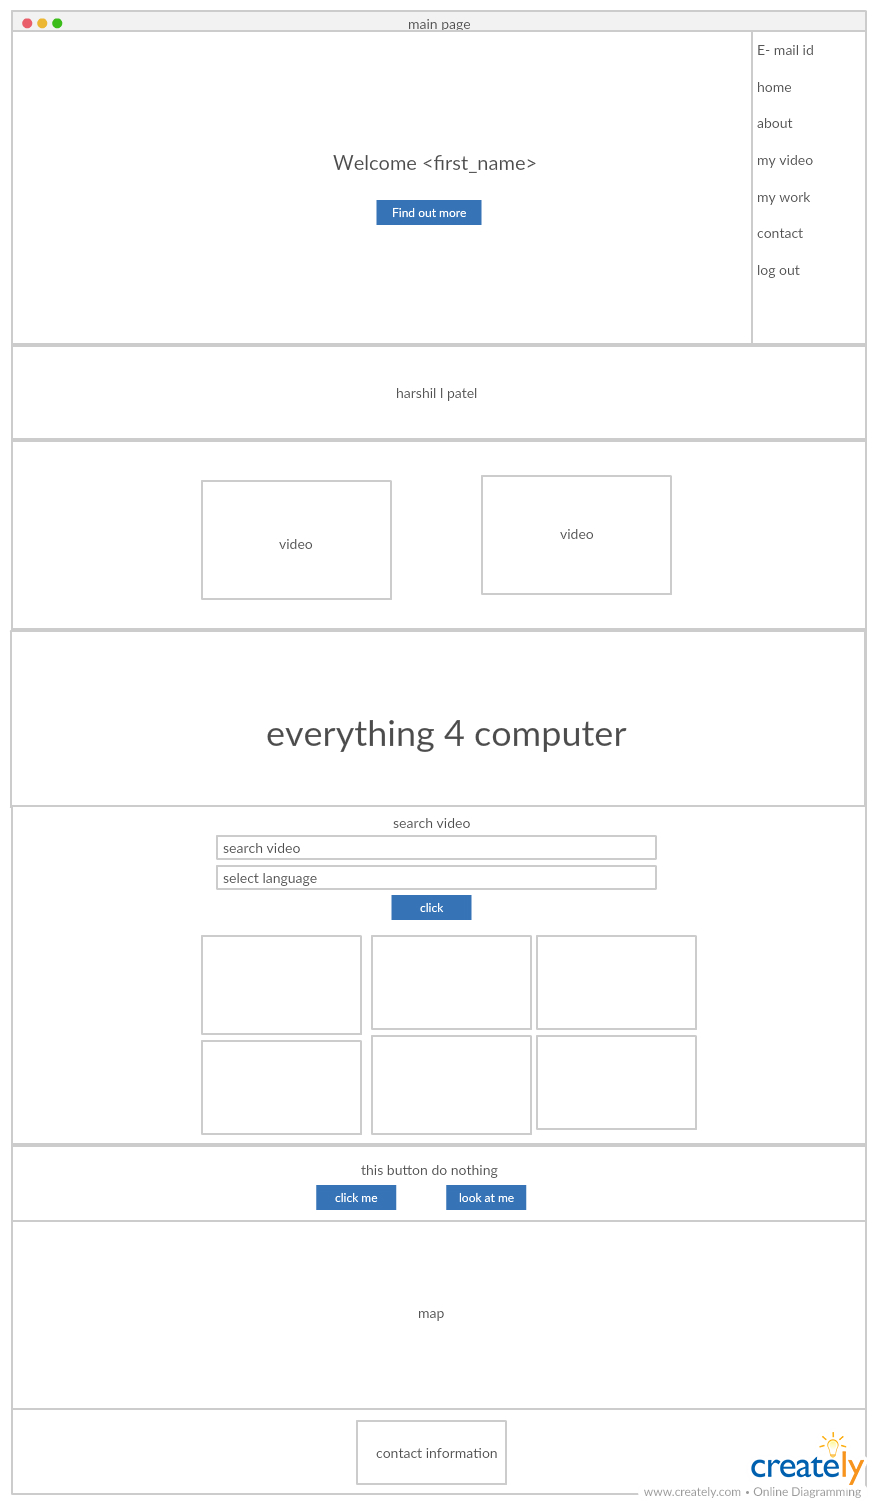 main page
E- mail id
home
about
my video
my work
contact
log out
Welcome <first_name>
Find out more
harshil l patel
video
video
everything 4 computer
search video
search video
select language
click
this button do nothing
click me
look at me
map
contact information
creately
www.creately.com • Online Diagramming